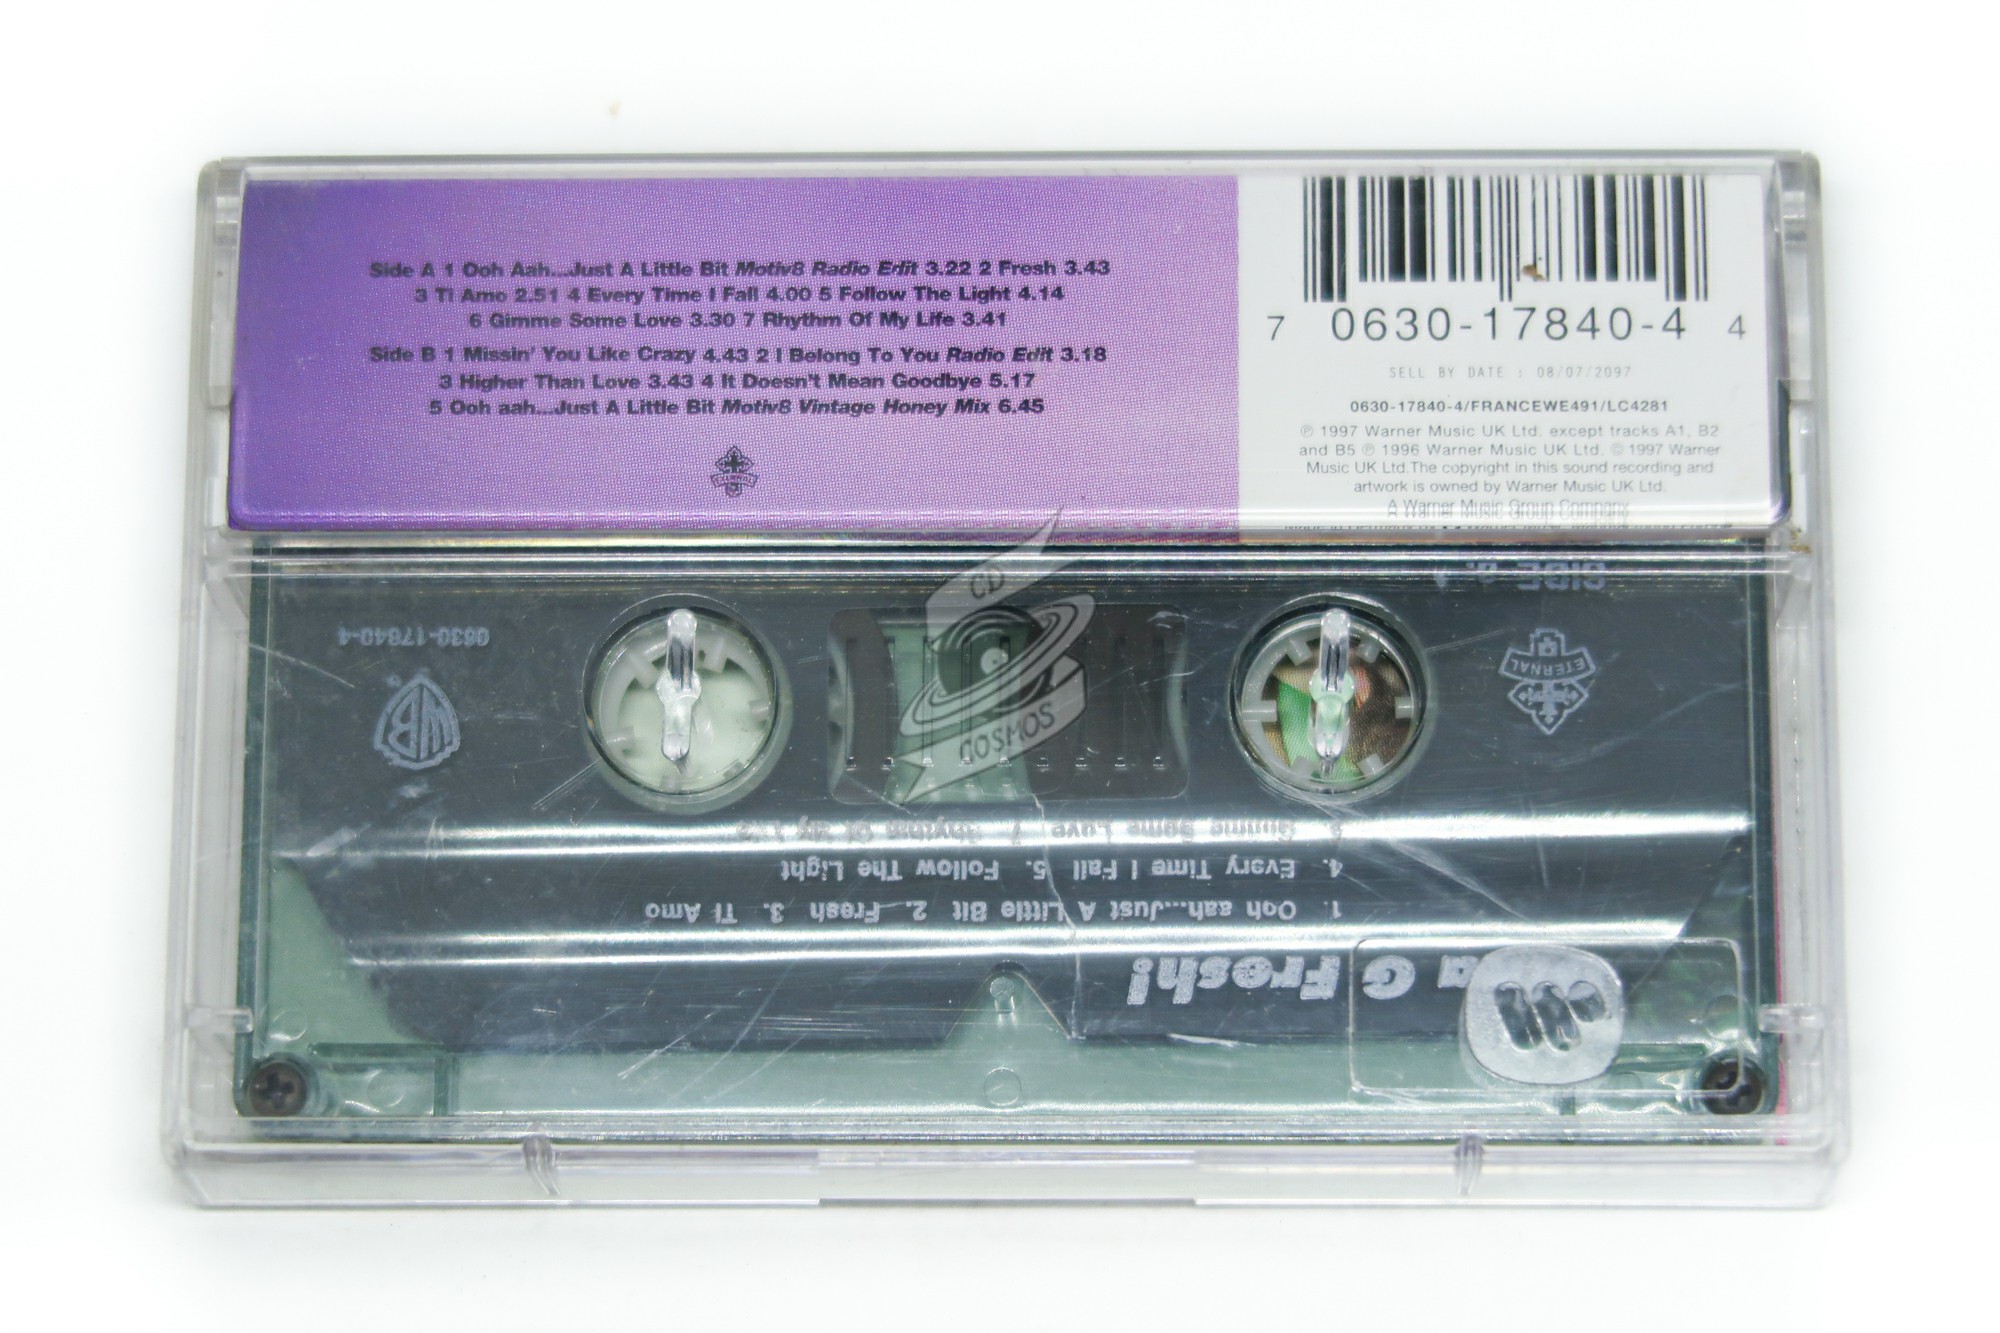 Side A 1 Ooh Aah...Just A Little Bit Motiv8 Radio Edit 3.22 2 Fresh 3.43
3 Ti Amo 2.51 4 Every Time I Fall 4.00 5 Follow The Light 4.14
6 Gimme Some Love 3.30 7 Rhythm Of My Life 3.41
Side B 1 Missin' You Like Crazy 4.43 2 I Belong To You Radio Edit 3.18
3 Higher Than Love 3.43 4 It Doesn't Mean Goodbye 5.17
5 Ooh aah...Just A Little Bit Motiv8 Vintage Honey Mix 6.45
ETERNAL
7 0630-17840-4 4
SELL BY DATE : 08/07/2097
0630-17840-4/FRANCEWE491/LC4281
℗ 1997 Warner Music UK Ltd. except tracks A1, B2
and B5 ℗ 1996 Warner Music UK Ltd. © 1997 Warner
Music UK Ltd.The copyright in this sound recording and
artwork is owned by Warner Music UK Ltd.
A Warner Music Group Company
CD
COSMOS
0630-17840-4
WB
ETERNAL
a G Fresh!
1. Ooh aah...Just A Little Bit 2. Fresh 3. Ti Amo
4. Every Time I Fall 5. Follow The Light
Gimme Some Love 7 Rhythm Of My